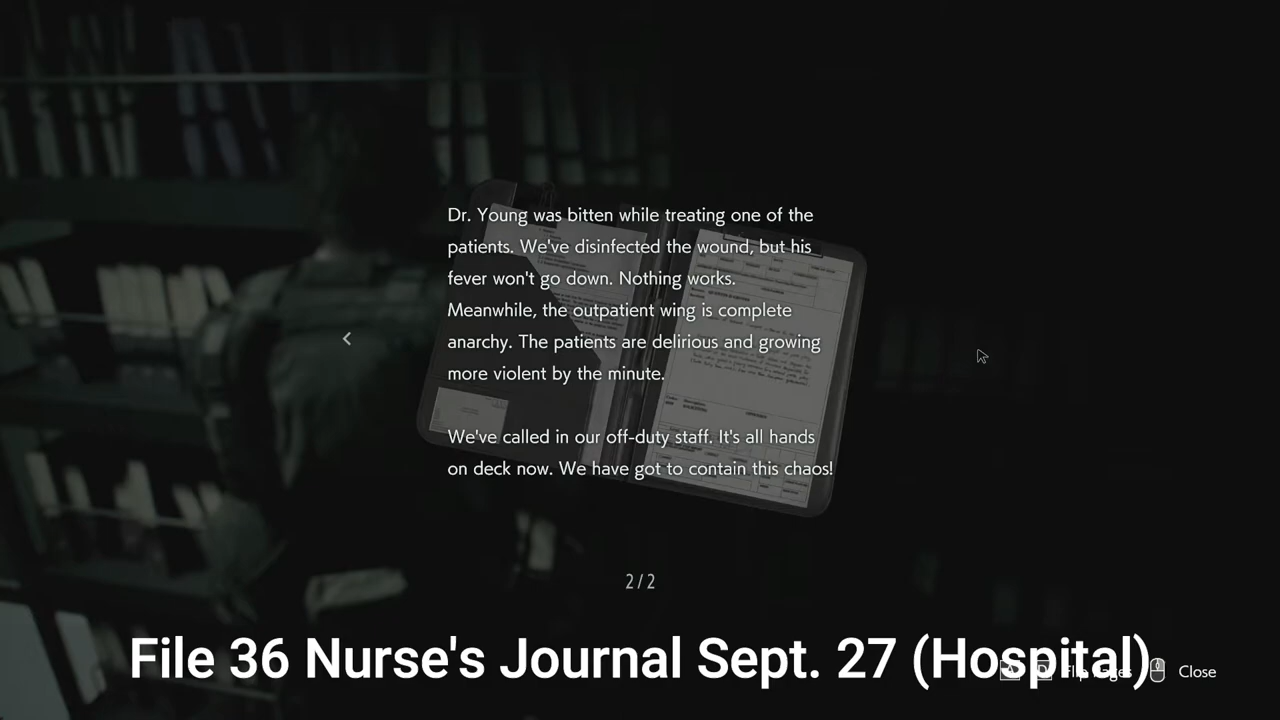 Dr. Young was bitten while treating one of the
patients. We've disinfected the wound, but his
fever won't go down. Nothing works.
Meanwhile, the outpatient wing is complete
anarchy. The patients are delirious and growing
more violent by the minute.
We've called in our off-duty staff. It's all hands
on deck now. We have got to contain this chaos!
2 / 2
File 36 Nurse's Journal Sept. 27 (Hospital)
Close